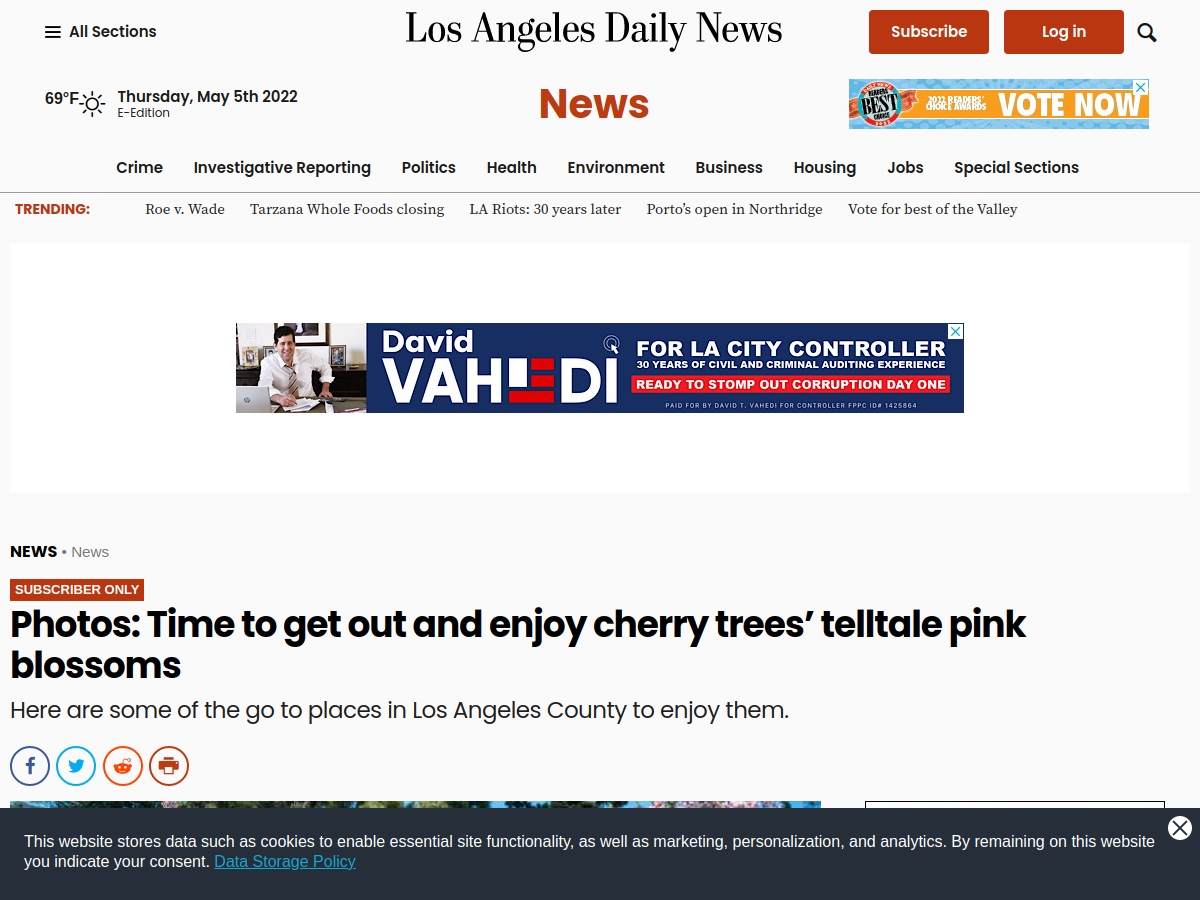 All Sections
Los Angeles Daily News
Subscribe
Log in
69°F
Thursday, May 5th 2022
E-Edition
News
READERS
BEST
CHOICE
2022
2022 READERS'
CHOICE AWARDS
VOTE NOW
Crime Investigative Reporting Politics Health Environment Business Housing Jobs Special Sections
TRENDING: Roe v. Wade Tarzana Whole Foods closing LA Riots: 30 years later Porto’s open in Northridge Vote for best of the Valley
David
VAHEDI
FOR LA CITY CONTROLLER
30 YEARS OF CIVIL AND CRIMINAL AUDITING EXPERIENCE
READY TO STOMP OUT CORRUPTION DAY ONE
PAID FOR BY DAVID T. VAHEDI FOR CONTROLLER FPPC ID# 1425864
NEWS • News
SUBSCRIBER ONLY
Photos: Time to get out and enjoy cherry trees’ telltale pink
blossoms
Here are some of the go to places in Los Angeles County to enjoy them.
This website stores data such as cookies to enable essential site functionality, as well as marketing, personalization, and analytics. By remaining on this website
you indicate your consent. Data Storage Policy